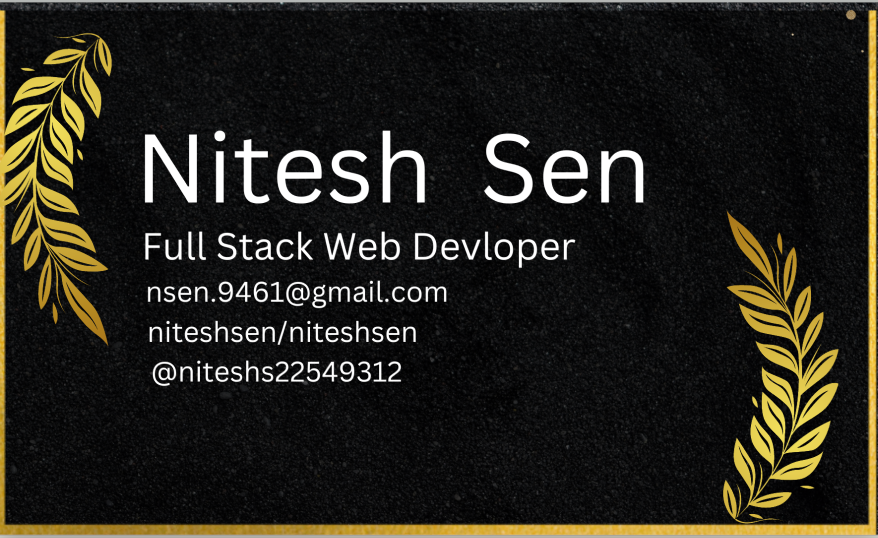 Nitesh Sen
Full Stack Web Devloper
nsen.9461@gmail.com
niteshsen/niteshsen
@niteshs22549312